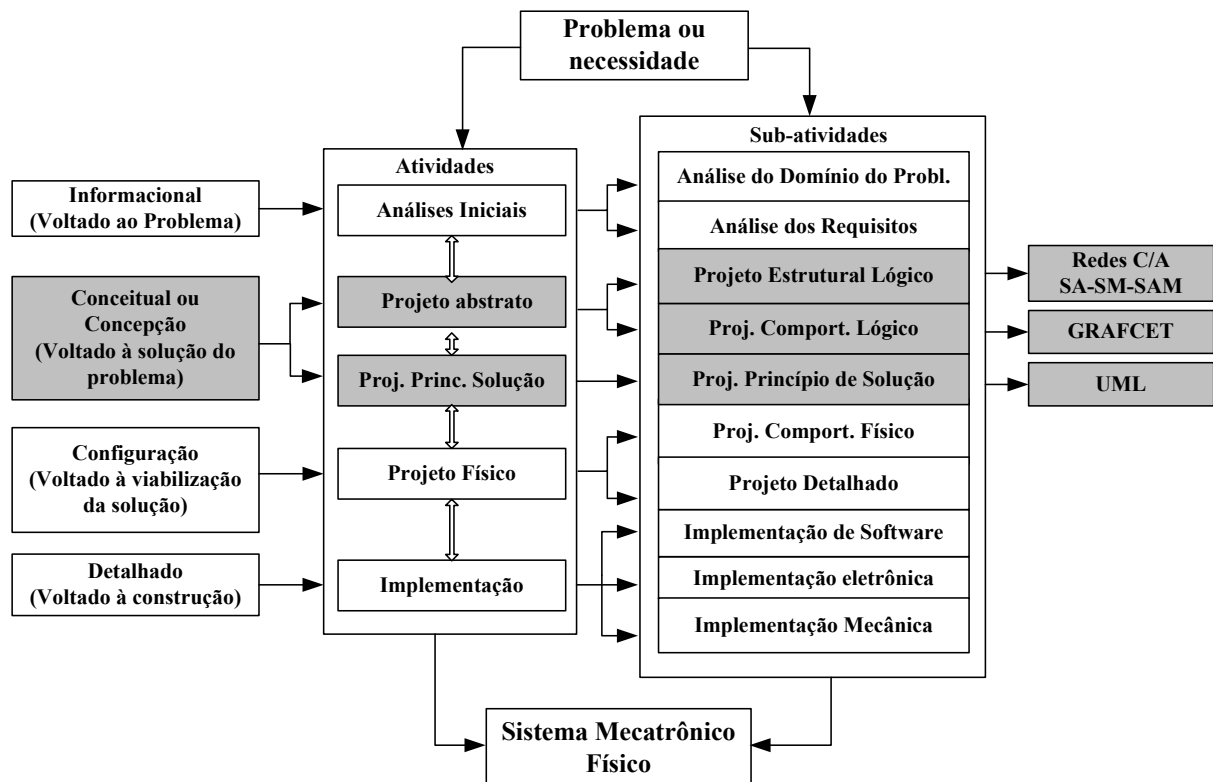 Problema ou
necessidade
Atividades
Sub-atividades
Informacional
(Voltado ao Problema)
Análises Iniciais
Análise do Domínio do Probl.
Análise dos Requisitos
Conceitual ou
Concepção
(Voltado à solução do
problema)
Projeto abstrato
Proj. Princ. Solução
Projeto Estrutural Lógico
Proj. Comport. Lógico
Proj. Princípio de Solução
Redes C/A
SA-SM-SAM
GRAFCET
UML
Configuração
(Voltado à viabilização
da solução)
Projeto Físico
Proj. Comport. Físico
Projeto Detalhado
Detalhado
(Voltado à construção)
Implementação
Implementação de Software
Implementação eletrônica
Implementação Mecânica
Sistema Mecatrônico
Físico